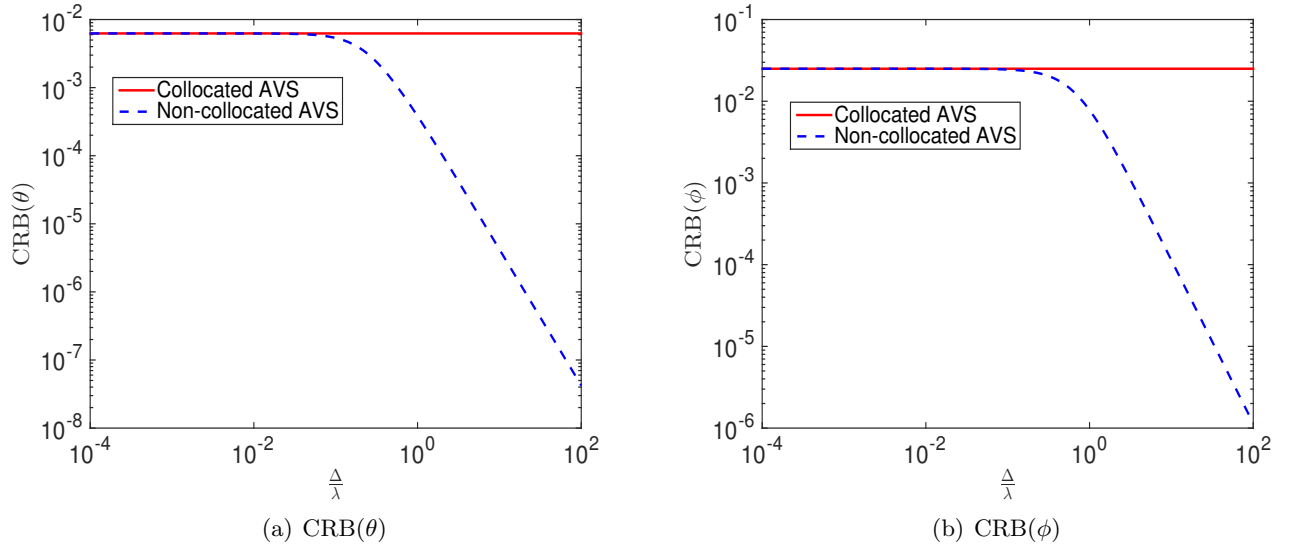 10^-2
10^-3
10^-4
10^-5
10^-6
10^-7
10^-8
CRB(θ)
Collocated AVS
Non-collocated AVS
10^-4 10^-2 10^0 10^2
Δ/λ
(a) CRB(θ)
10^-1
10^-2
10^-3
10^-4
10^-5
10^-6
CRB(ϕ)
Collocated AVS
Non-collocated AVS
10^-4 10^-2 10^0 10^2
Δ/λ
(b) CRB(ϕ)